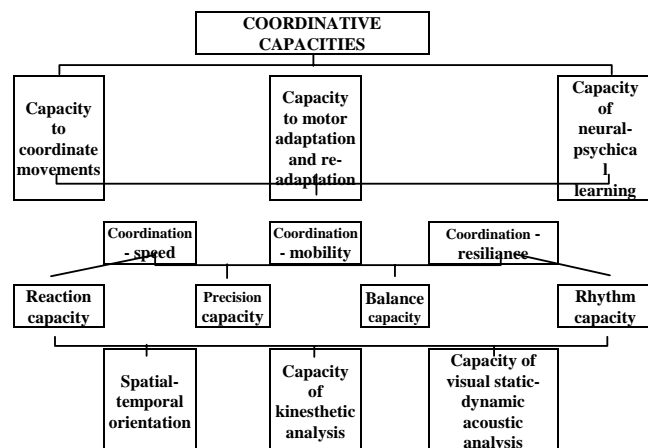 COORDINATIVE
CAPACITIES
Capacity
to
coordinate
movements
Capacity
to motor
adaptation
and re-
adaptation
Capacity
of
neural-
psychica
l
learning
Coordination
- speed
Coordination
- mobility
Coordination -
resiliance
Reaction
capacity
Precision
capacity
Balance
capacity
Rhythm
capacity
Spatial-
temporal
orientation
Capacity
of
kinesthetic
analysis
Capacity of
visual static-
dynamic
acoustic
analysis